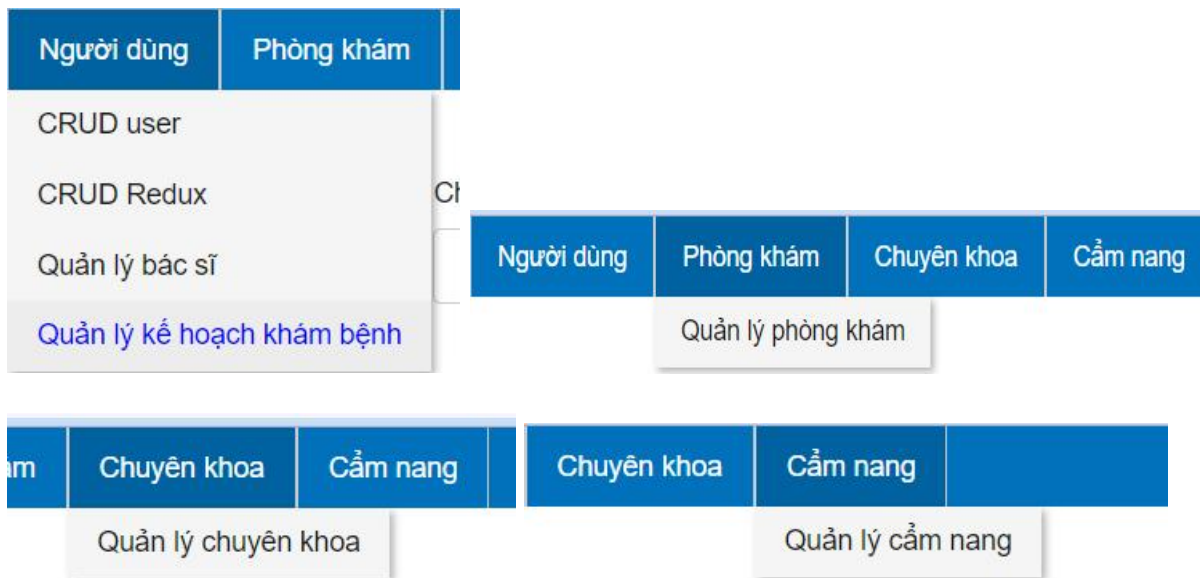 Người dùng Phòng khám
CRUD user
CRUD Redux
Quản lý bác sĩ
Quản lý kế hoạch khám bệnh
Người dùng Phòng khám Chuyên khoa Cẩm nang
Quản lý phòng khám
Chuyên khoa Cẩm nang
Quản lý chuyên khoa
Chuyên khoa Cẩm nang
Quản lý cẩm nang